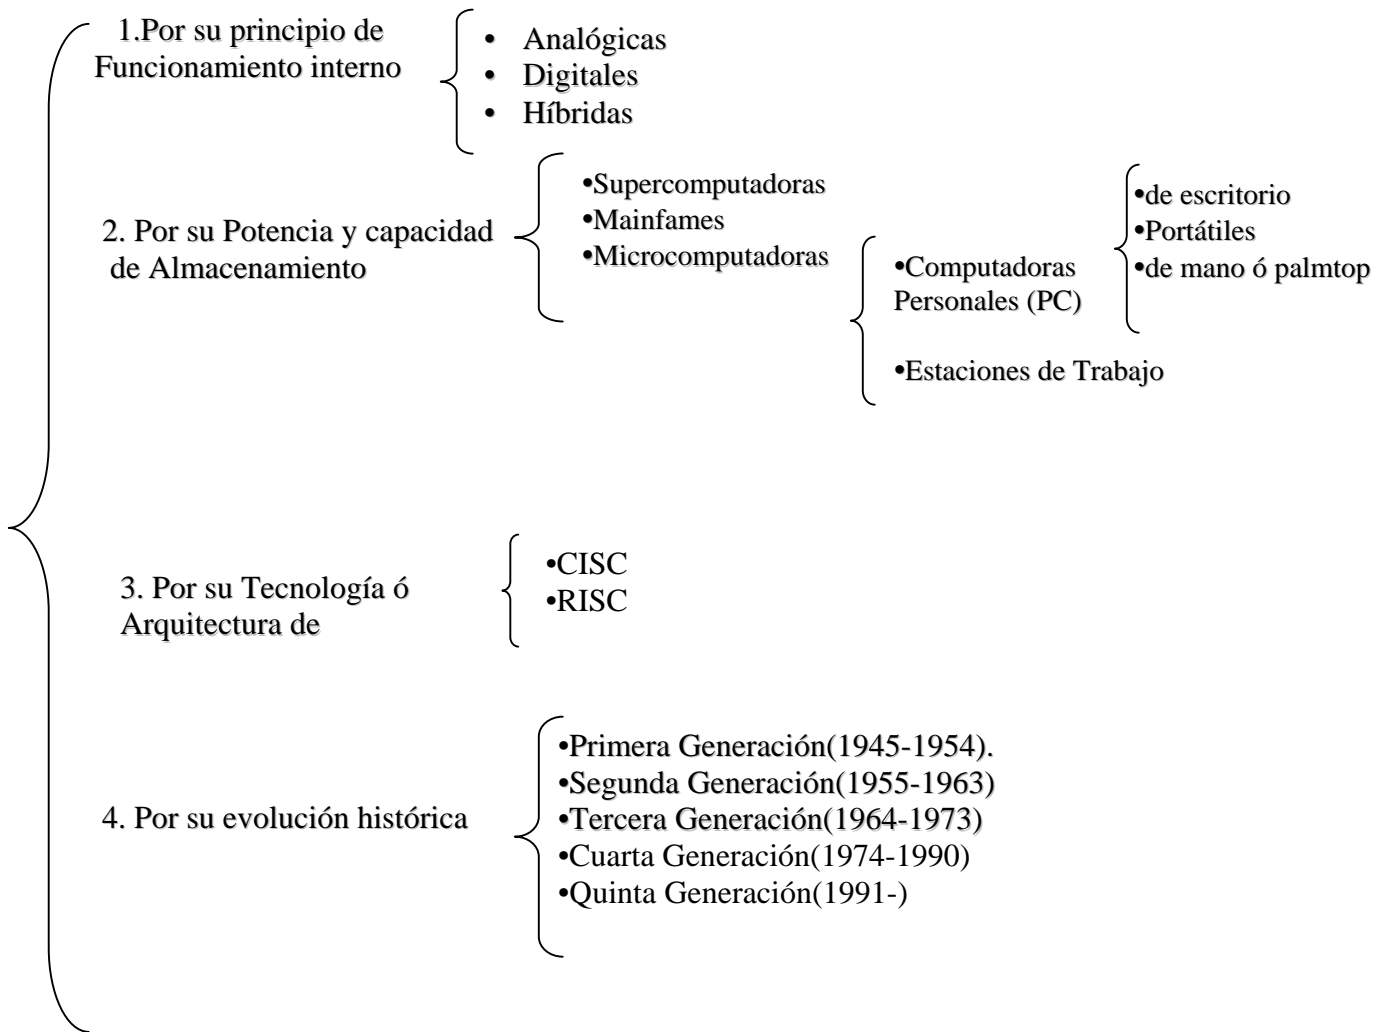 1.Por su principio de
Funcionamiento interno
• Analógicas
• Digitales
• Híbridas
2. Por su Potencia y capacidad
de Almacenamiento
•Supercomputadoras
•Mainfames
•Microcomputadoras
•Computadoras
Personales (PC)
•Estaciones de Trabajo
•de escritorio
•Portátiles
•de mano ó palmtop
3. Por su Tecnología ó
Arquitectura de
•CISC
•RISC
4. Por su evolución histórica
•Primera Generación(1945-1954).
•Segunda Generación(1955-1963)
•Tercera Generación(1964-1973)
•Cuarta Generación(1974-1990)
•Quinta Generación(1991-)